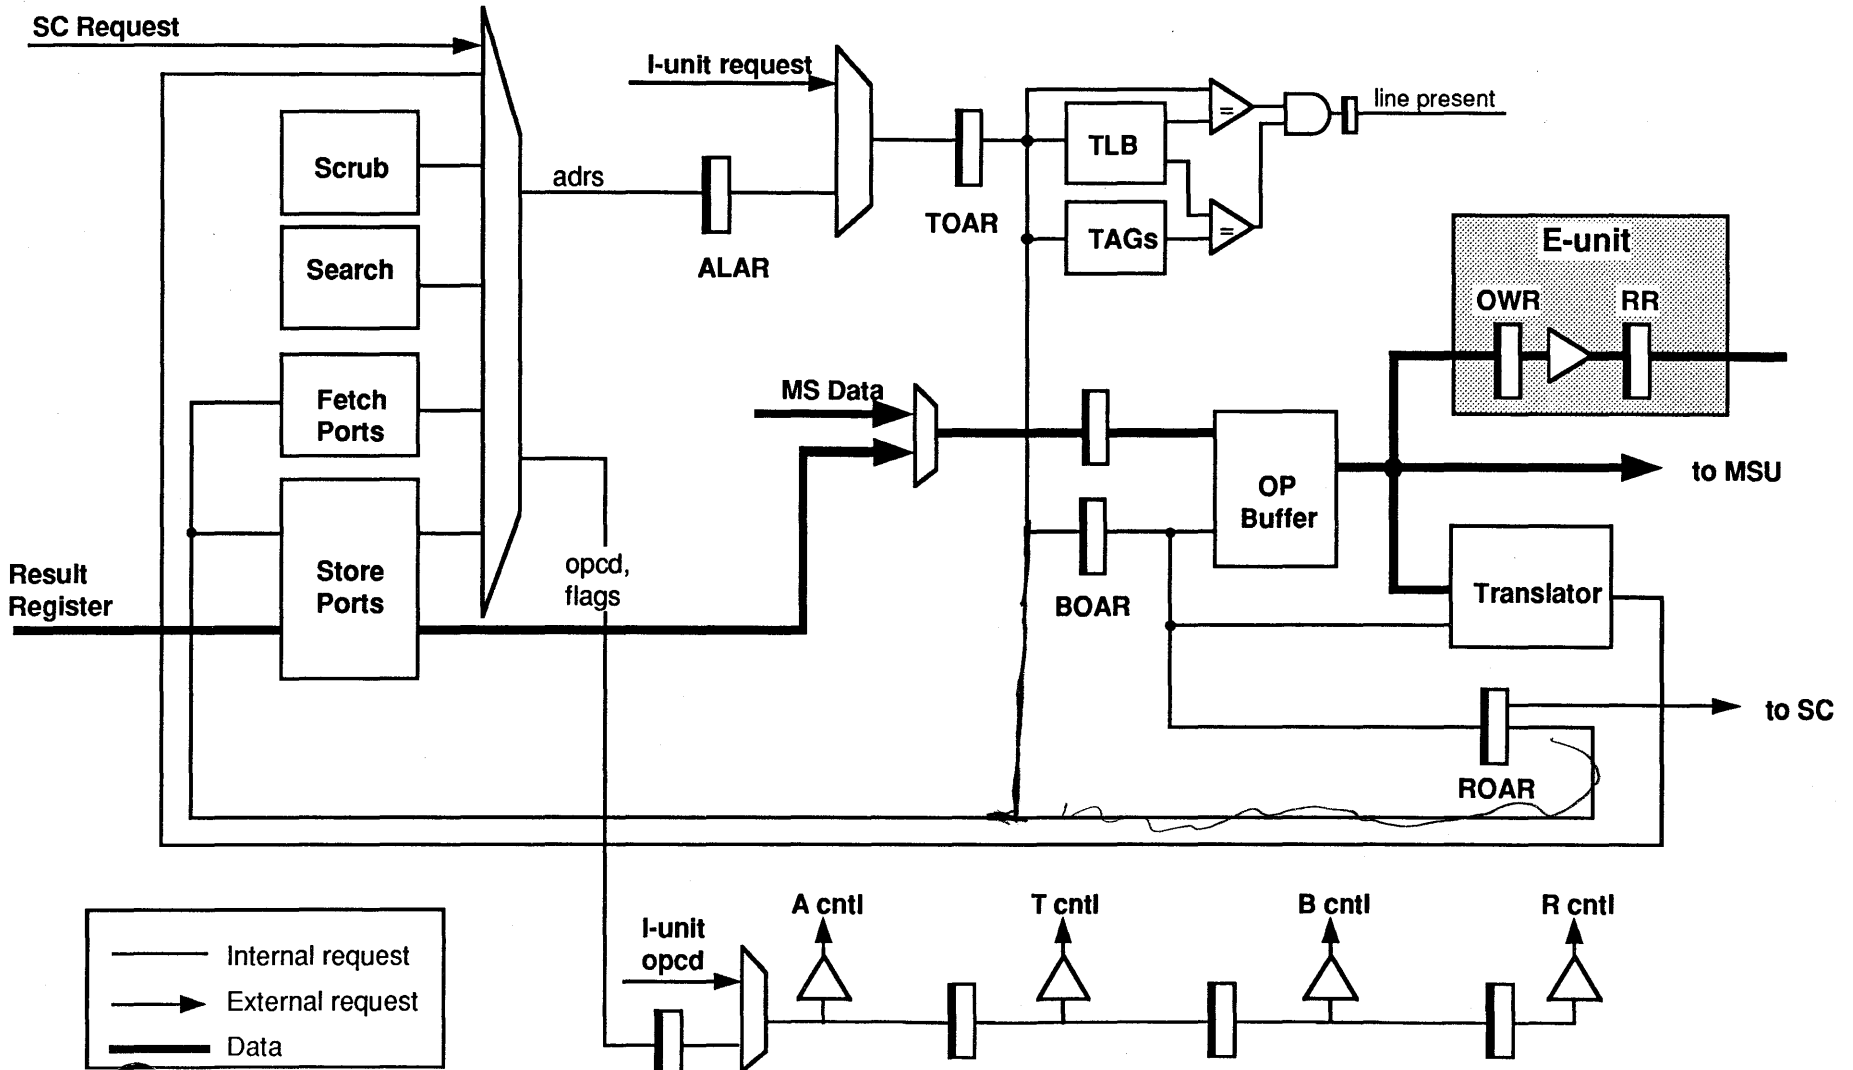 SC Request
I-unit request
line present
Scrub
adrs
TLB
TOAR
TAGs
E-unit
Search
ALAR
OWR
RR
Fetch
Ports
MS Data
to MSU
OP
Buffer
opcd,
flags
Result
Register
Store
Ports
BOAR
Translator
to SC
ROAR
A cntl
T cntl
B cntl
R cntl
I-unit
opcd
Internal request
External request
Data
=
=